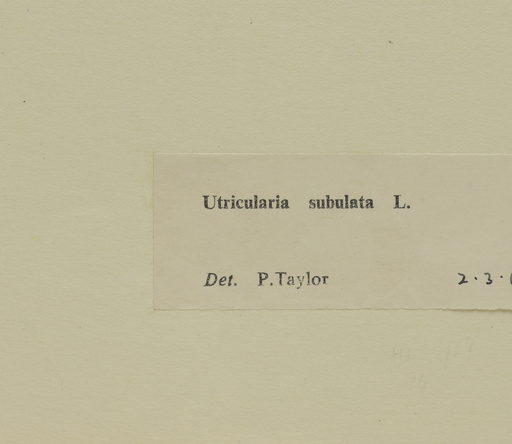 Utricularia subulata L.
Det. P.Taylor 2.3.